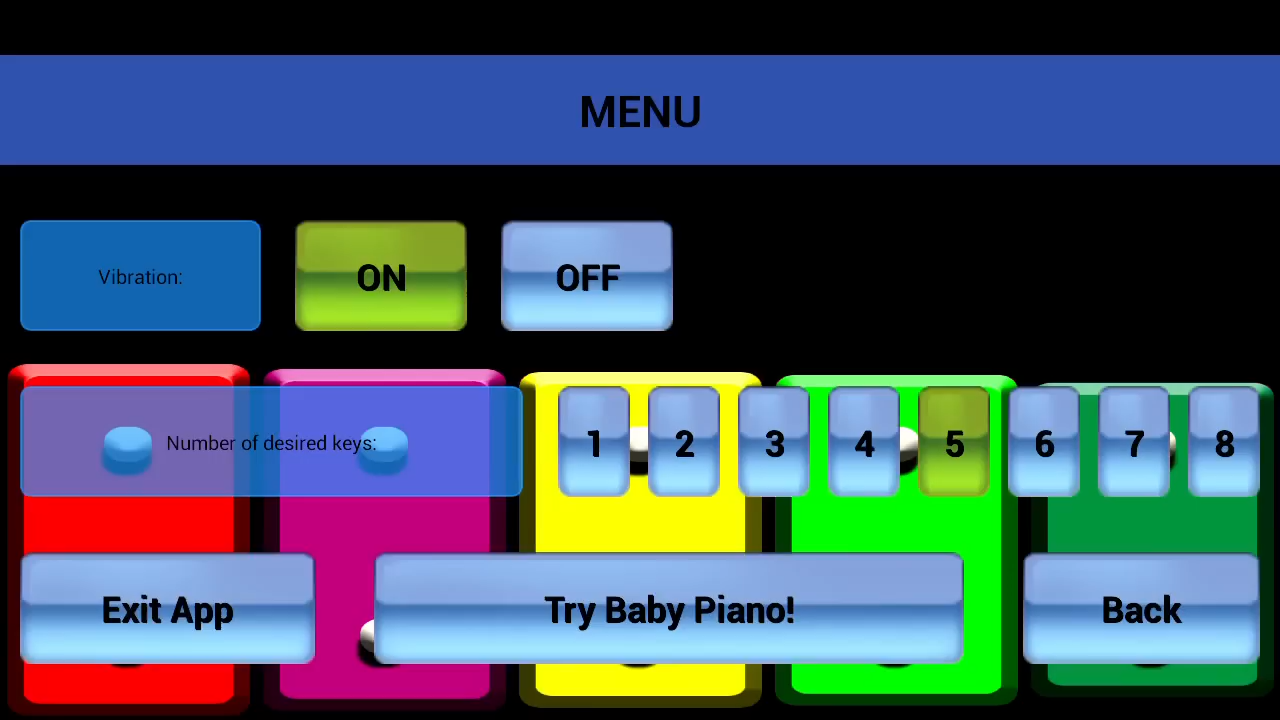 MENU
Vibration: ON OFF
Number of desired keys: 1 2 3 4 5 6 7 8
Exit App Try Baby Piano! Back